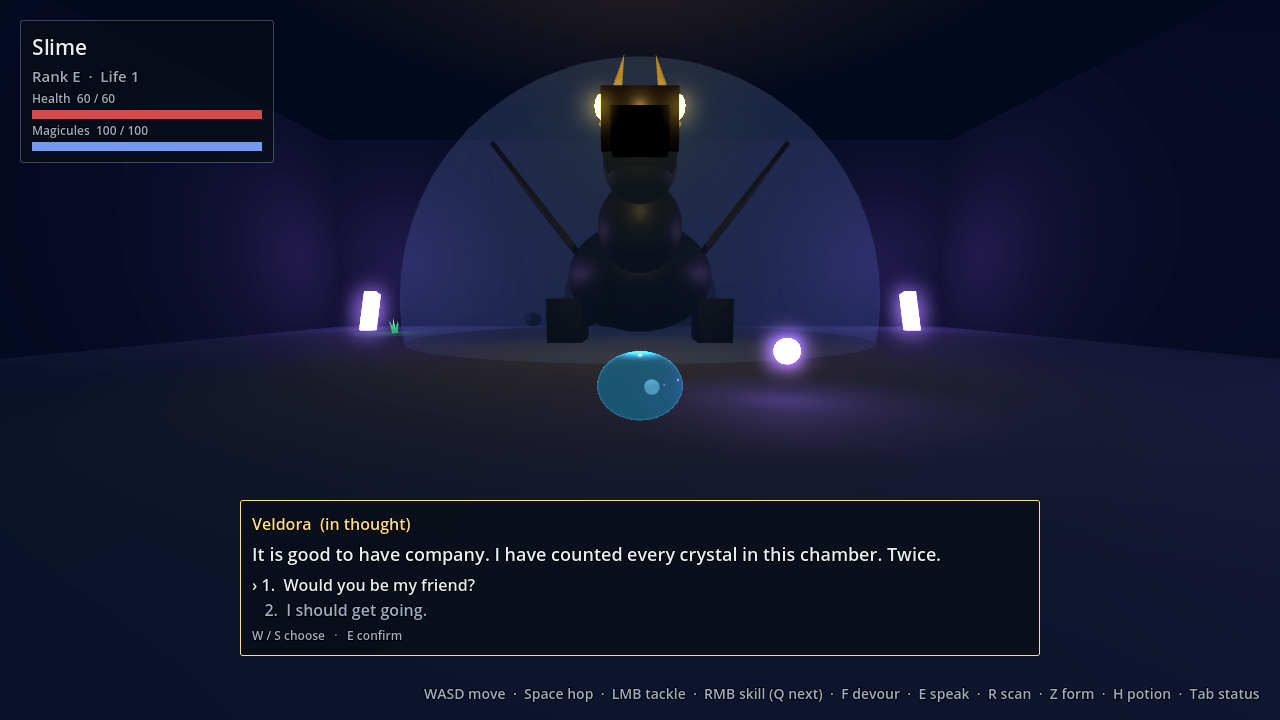 Slime
Rank E · Life 1
Health 60 / 60
Magicules 100 / 100
Veldora (in thought)
It is good to have company. I have counted every crystal in this chamber. Twice.
› 1. Would you be my friend?
2. I should get going.
W / S choose · E confirm
WASD move · Space hop · LMB tackle · RMB skill (Q next) · F devour · E speak · R scan · Z form · H potion · Tab status